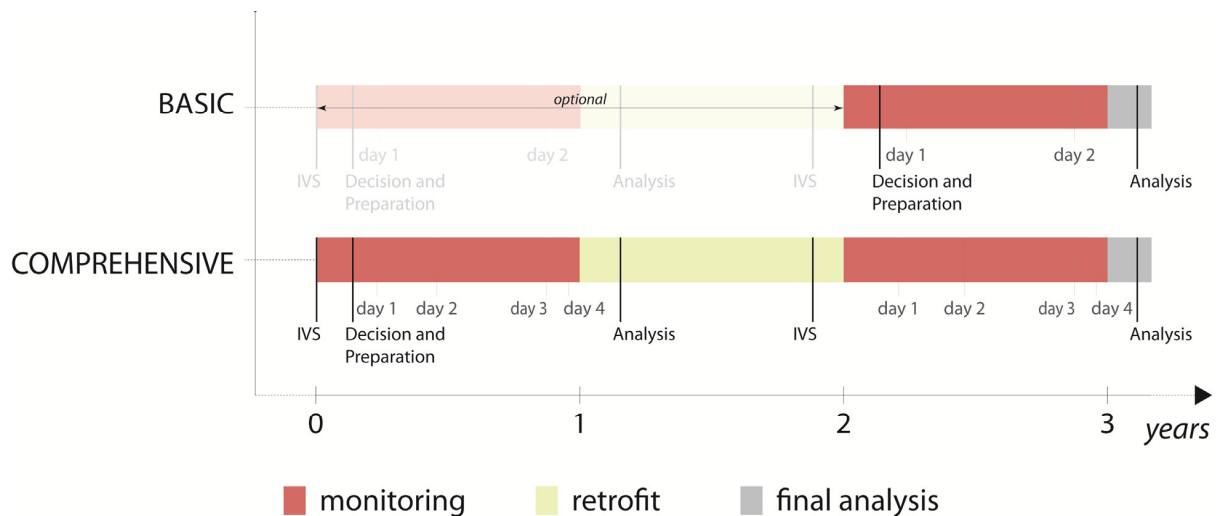 BASIC
optional
day 1
day 2
day 1
day 2
IVS
Decision and
Preparation
Analysis
IVS
Decision and
Preparation
Analysis
COMPREHENSIVE
day 1
day 2
day 3
day 4
day 1
day 2
day 3
day 4
IVS
Decision and
Preparation
Analysis
IVS
Analysis
0
1
2
3
years
monitoring
retrofit
final analysis